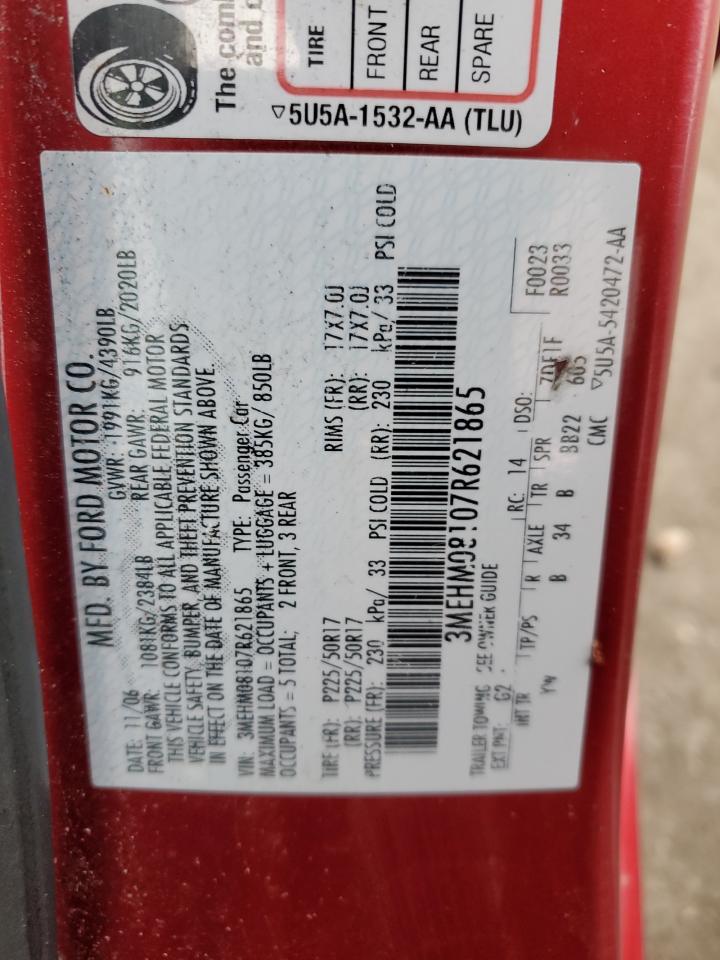 The comb
and c
TIRE
FRONT
REAR
SPARE
▽5U5A-1532-AA (TLU)
MFD. BY FORD MOTOR CO.
DATE: 11/06 GVWR: 1991KG/4390LB
FRONT GAWR: 1081KG/2384LB REAR GAWR: 916KG/2020LB
THIS VEHICLE CONFORMS TO ALL APPLICABLE FEDERAL MOTOR
VEHICLE SAFETY, BUMPER, AND THEFT PREVENTION STANDARDS
IN EFFECT ON THE DATE OF MANUFACTURE SHOWN ABOVE.
VIN: 3MEHM08107R621865 TYPE: Passenger Car
MAXIMUM LOAD = OCCUPANTS + LUGGAGE = 385KG/ 850LB
OCCUPANTS = 5 TOTAL; 2 FRONT, 3 REAR
TIRE (FR): P225/50R17 RIMS (FR): 17X7.0J
(RR): P225/50R17 (RR): 17X7.0J
PRESSURE (FR): 230 kPa/ 33 PSI COLD (RR): 230 kPa/ 33 PSI COLD
3MEHM08107R621865
TRAILER TOWING SEE OWNER GUIDE
EXT PNT: G2 RC: 14 DSO: F0023
R0033
INT TR TP/PS R AXLE TR SPR
YW B 34 B BB22 605
CMC ▽5U5A-5420472-AA